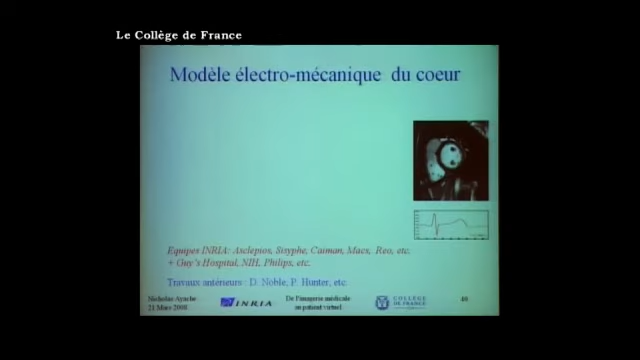 Le Collège de France
Modèle électro-mécanique du coeur
Equipes INRIA: Asclepios, Sisyphe, Caiman, Macs, Reo, etc.
+ Guy's Hospital, NIH, Philips, etc.
Travaux antérieurs : D. Noble, P. Hunter, etc
Nicholas Ayache
21 Mars 2008
INRIA
De l'imagerie médicale
au patient virtuel
COLLÈGE
DE FRANCE